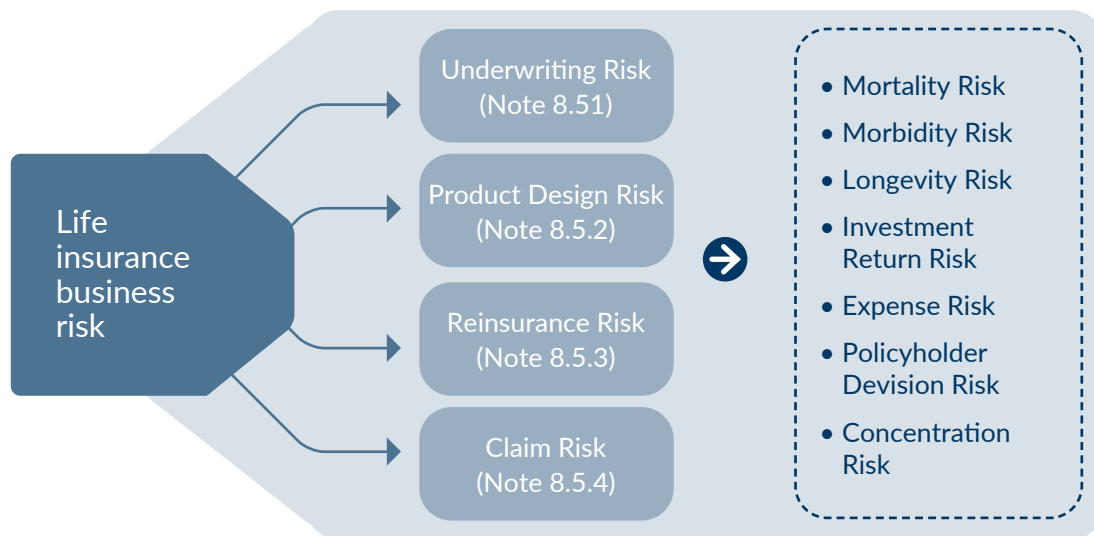 Life
insurance
business
risk
Underwriting Risk
(Note 8.51)
Product Design Risk
(Note 8.5.2)
Reinsurance Risk
(Note 8.5.3)
Claim Risk
(Note 8.5.4)
• Mortality Risk
• Morbidity Risk
• Longevity Risk
• Investment
Return Risk
• Expense Risk
• Policyholder
Devision Risk
• Concentration
Risk